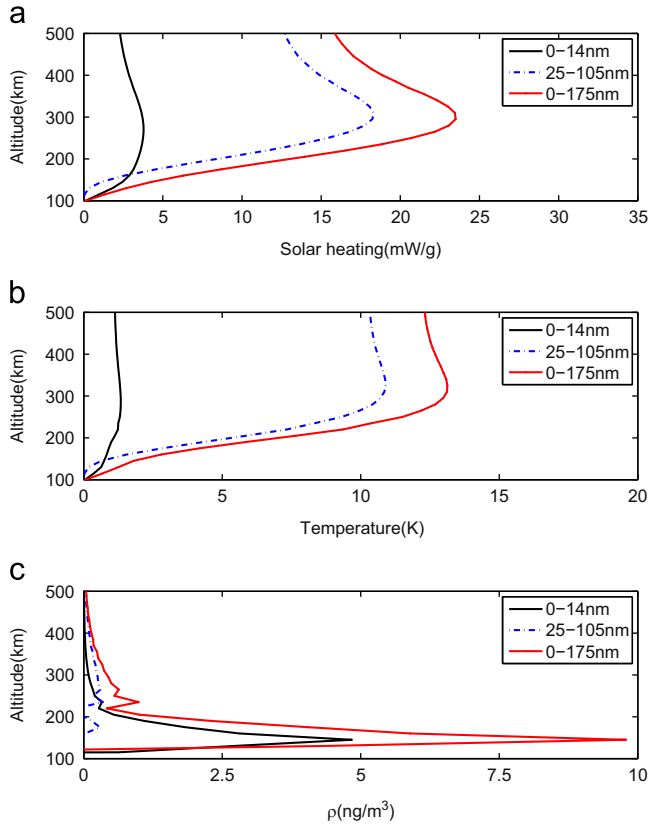 a
500
400
300
200
100
Altitude(km)
0−14nm
25−105nm
0−175nm
0 5 10 15 20 25 30 35
Solar heating(mW/g)
b
500
400
300
200
100
Altitude(km)
0−14nm
25−105nm
0−175nm
0 5 10 15 20
Temperature(K)
c
500
400
300
200
100
Altitude(km)
0−14nm
25−105nm
0−175nm
0 2.5 5 7.5 10
ρ(ng/m³)